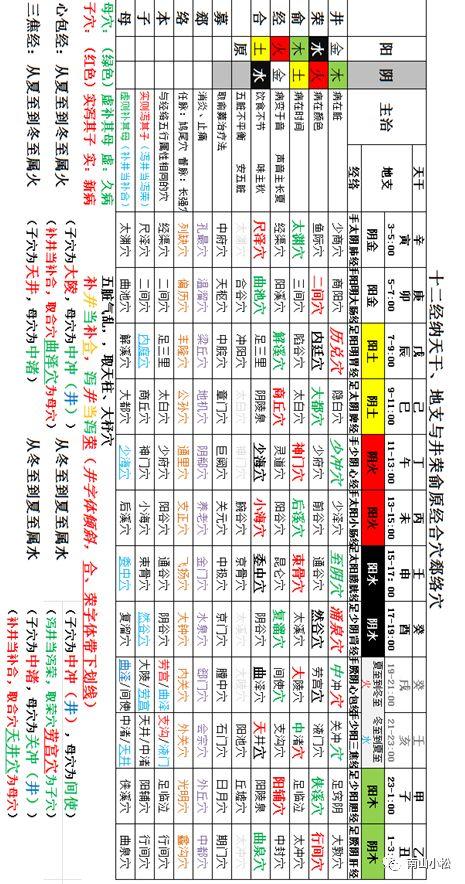 十二经纳天干、地支与井荥俞原经合穴郄络穴
阳 阴 主治 天干 辛 庚 戊 己 丁 丙 壬 癸 癸 壬 甲 乙
地支 寅 卯 辰 巳 午 未 申 酉 戌 亥 子 丑
3-5:00 5-7:00 7-9:00 9-11:00 11-13:00 13-15:00 15-17:00 17-19:00 19-21:00 21-23:00 23-1:00
阴金 阳金 阳土 阴土 阴火 阳火 阳水 阴水 夏至到冬至火 冬至到夏至水 阳木 阴木
经络 手太阴肺经 手阳明大肠经 足阳明胃经 足太阴脾经 手少阴心经 手太阳小肠经 足太阳膀胱经 足少阴肾经 手厥阴心包经 手少阳三焦经 足少阳胆经 足厥阴肝经
井 金 木 病在脏 少商穴 商阳穴 历兑穴 隐白穴 少冲穴 少泽穴 至阴穴 涌泉穴 中冲穴 关冲穴 足窍阴 大敦穴
荥 水 火 病在颜色 鱼际穴 二间穴 内廷穴 大都穴 少府穴 前谷穴 通谷穴 然谷穴 劳宫穴 液门穴 侠溪穴 行间穴
俞 木 土 病在时间 太渊穴 三间穴 陷谷穴 太白穴 神门穴 后溪穴 束骨穴 太溪穴 大陵穴 中渚穴 足临泣 太冲穴
经 火 金 病变于音 声音主长夏 经渠穴 阳溪穴 解溪穴 商丘穴 灵道穴 阳谷穴 昆仑穴 复溜穴 间使穴 支沟穴 阳辅穴 中封穴
合 土 水 饮食不节 味主秋 尺泽穴 曲池穴 足三里 阴陵泉 少海穴 小海穴 委中穴 阴谷穴 曲泽穴 天井穴 阳陵泉 曲泉穴
原 五脏不平衡 安五脏 太渊穴 合谷穴 冲阳穴 太白穴 神门穴 腕谷穴 京骨穴 太溪穴 大陵穴 阳池穴 丘墟穴 太冲穴
募 取俞募治疗法 中府穴 天枢穴 中脘穴 章门穴 巨阙穴 关元穴 中极穴 京门穴 膻中穴 石门穴 日月穴 期门穴
郄 消炎、止痛 孔最穴 温溜穴 梁丘穴 地机穴 阴郄穴 养老穴 金门穴 水泉穴 郄门穴 会宗穴 外丘穴 中都穴
络 任脉：鸠尾穴 督脉：长强穴 列缺穴 偏历穴 丰隆穴 公孙穴 通里穴 支正穴 飞扬穴 大钟穴 内关穴 外关穴 光明穴 蠡沟穴
本 与经络五行属性相同的穴 经渠穴 二间穴 足三里 太白穴 少府穴 阳谷穴 通谷穴 阴谷穴 劳宫/曲泽 支沟/液门 足临泣 行间穴
子 实则泻其子（泻井当泻荥） 尺泽穴 二间穴 内庭穴 商丘穴 神门穴 小海穴 束骨穴 然谷穴 大陵/劳宫 天井/中渚 阳辅穴 行间穴
母 虚则补其母（补井当补合） 太渊穴 曲池穴 解溪穴 大都穴 少海穴 后溪穴 委中穴 复溜穴 曲泽/间使 中渚/天井 侠溪穴 曲泉穴
母穴：（绿色）虚补其母 虚：久病 五脏气乱，，取天柱、大杼穴
子穴：（红色）实泻其子 实：新病 补井当补合，泻井当泻荥（井字体倾斜，合、荥字体带下划线）
心包经：从夏至到冬至属火 （子穴为大陵，母穴为中冲（井）） 从冬至到夏至属水 （子穴为中冲（井），母穴为间使）
（补井当补合，取合穴曲泽穴为母穴） （泻井当泻荥，取荥穴劳宫穴为子穴）
三焦经：从夏至到冬至属火 （子穴为天井，母穴为中渚） 从冬至到夏至属水 （子穴为中渚，母穴为关冲（井）
（补井当补合，取合穴天井穴为母穴）